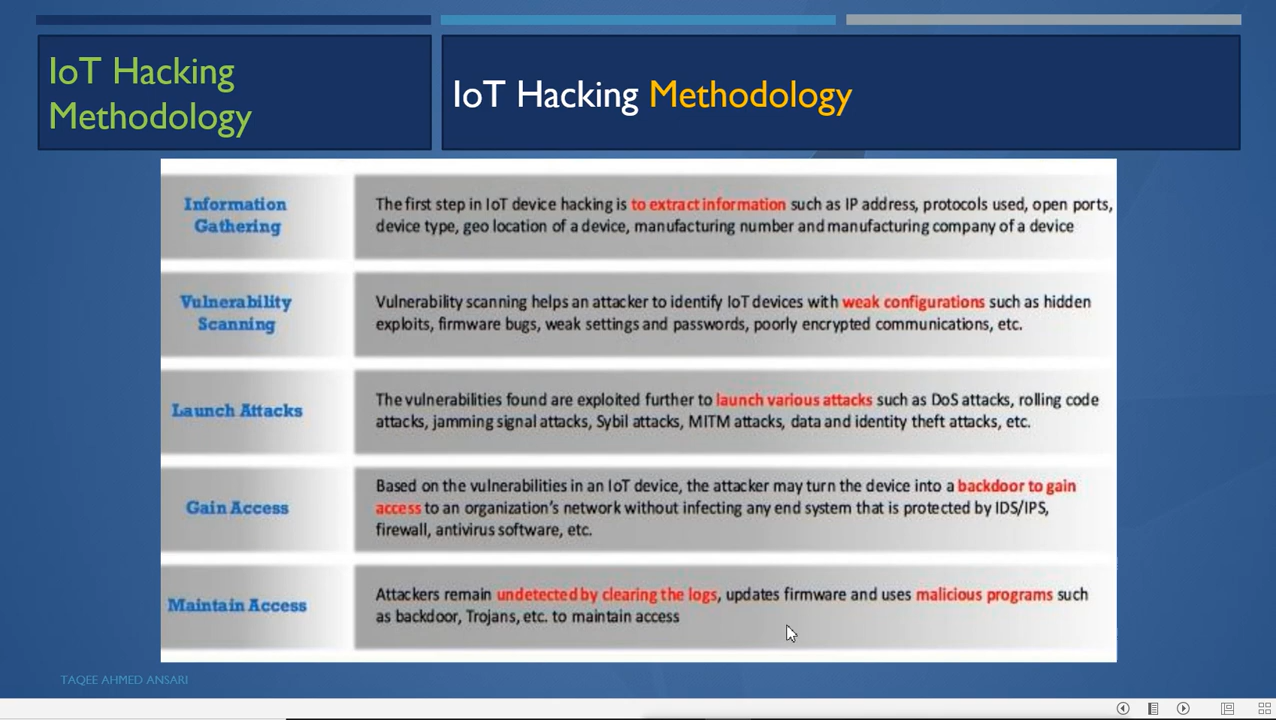 IoT Hacking
Methodology
IoT Hacking Methodology
Information
Gathering
The first step in IoT device hacking is to extract information such as IP address, protocols used, open ports,
device type, geo location of a device, manufacturing number and manufacturing company of a device
Vulnerability
Scanning
Vulnerability scanning helps an attacker to identify IoT devices with weak configurations such as hidden
exploits, firmware bugs, weak settings and passwords, poorly encrypted communications, etc.
Launch Attacks
The vulnerabilities found are exploited further to launch various attacks such as DoS attacks, rolling code
attacks, jamming signal attacks, Sybil attacks, MITM attacks, data and identity theft attacks, etc.
Gain Access
Based on the vulnerabilities in an IoT device, the attacker may turn the device into a backdoor to gain
access to an organization's network without infecting any end system that is protected by IDS/IPS,
firewall, antivirus software, etc.
Maintain Access
Attackers remain undetected by clearing the logs, updates firmware and uses malicious programs such
as backdoor, Trojans, etc. to maintain access
TAQEE AHMED ANSARI